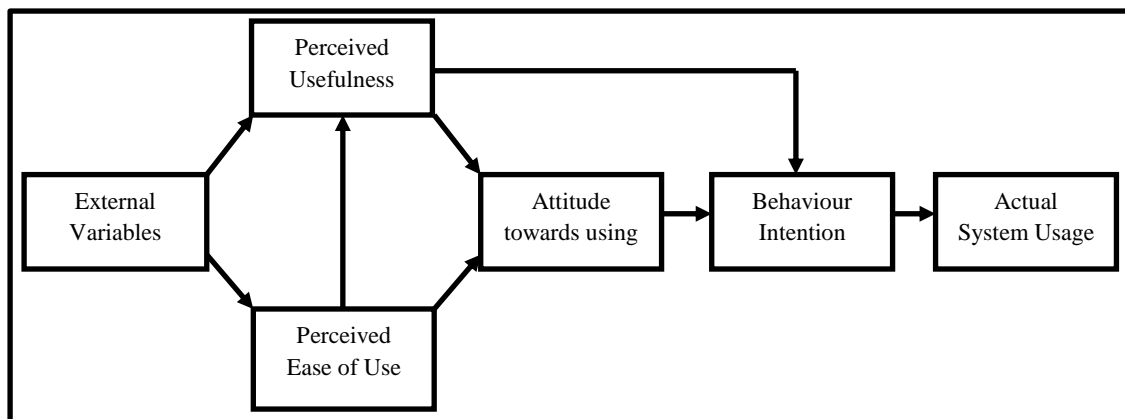 Perceived
Usefulness
External
Variables
Attitude
towards using
Behaviour
Intention
Actual
System Usage
Perceived
Ease of Use